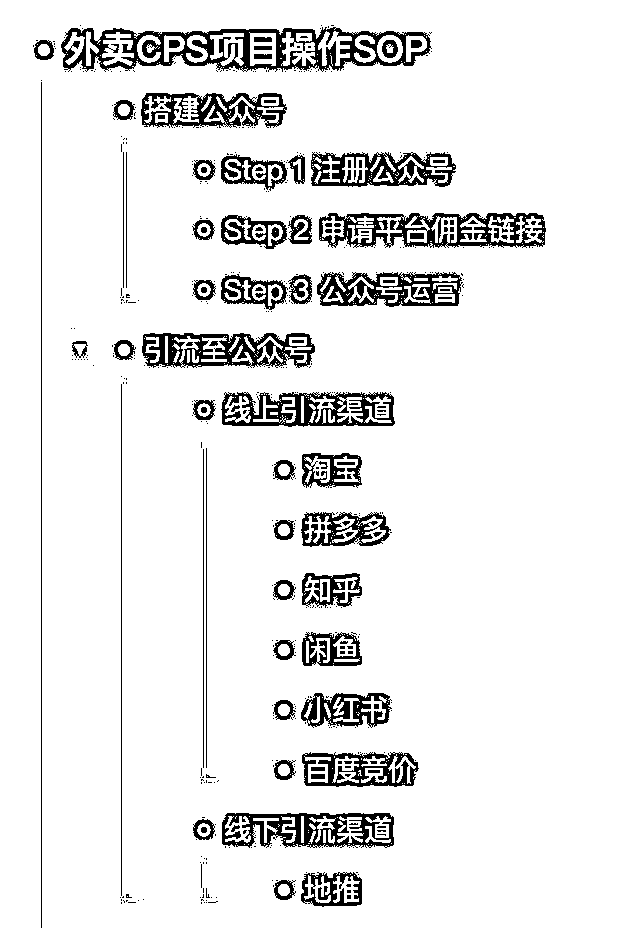 外卖CPS项目操作SOP
搭建公众号
Step 1 注册公众号
Step 2 申请平台佣金链接
Step 3 公众号运营
引流至公众号
线上引流渠道
淘宝
拼多多
知乎
闲鱼
小红书
百度竞价
线下引流渠道
地推